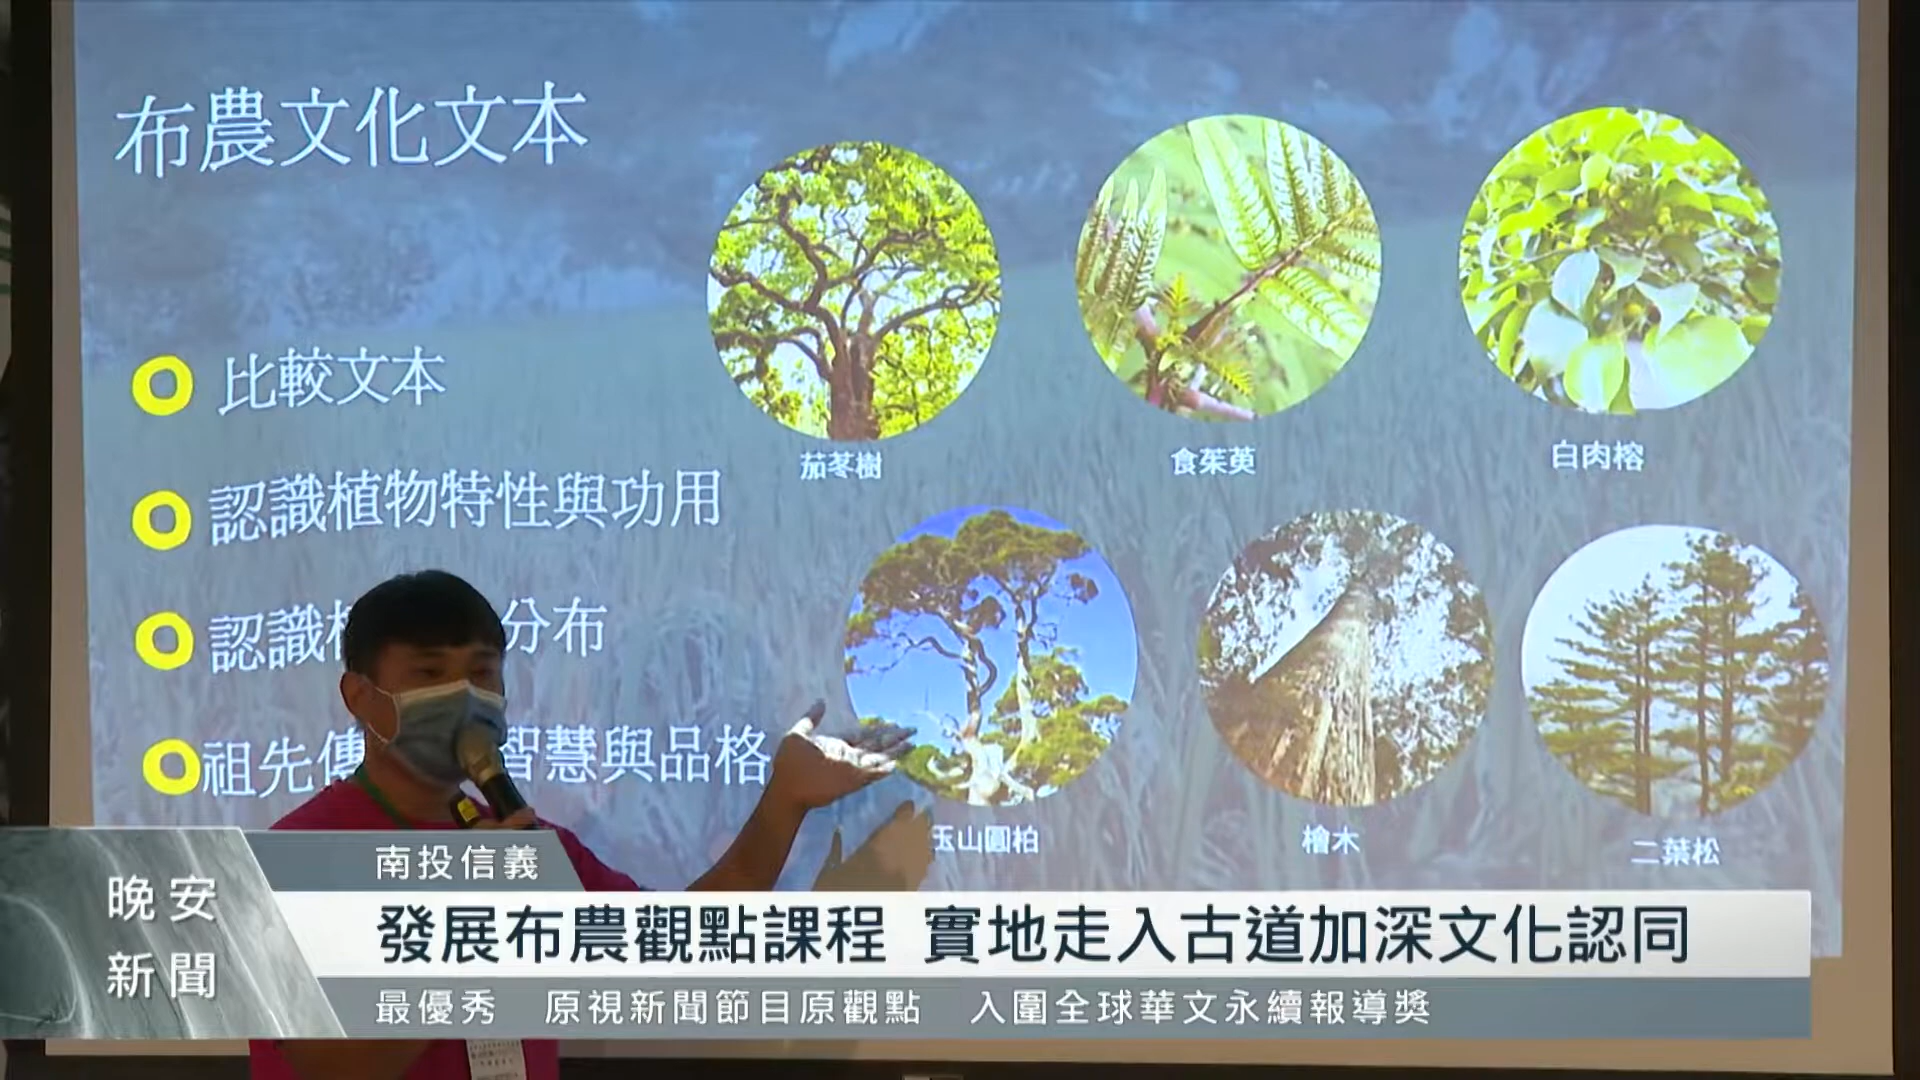 布農文化文本
比較文本
認識植物特性與功用
認識 分布
祖先傳 智慧與品格
茄苳樹
食茱萸
白肉榕
玉山圓柏
檜木
二葉松
晚安
新聞
南投信義
發展布農觀點課程 實地走入古道加深文化認同
最優秀 原視新聞節目原觀點 入圍全球華文永續報導獎